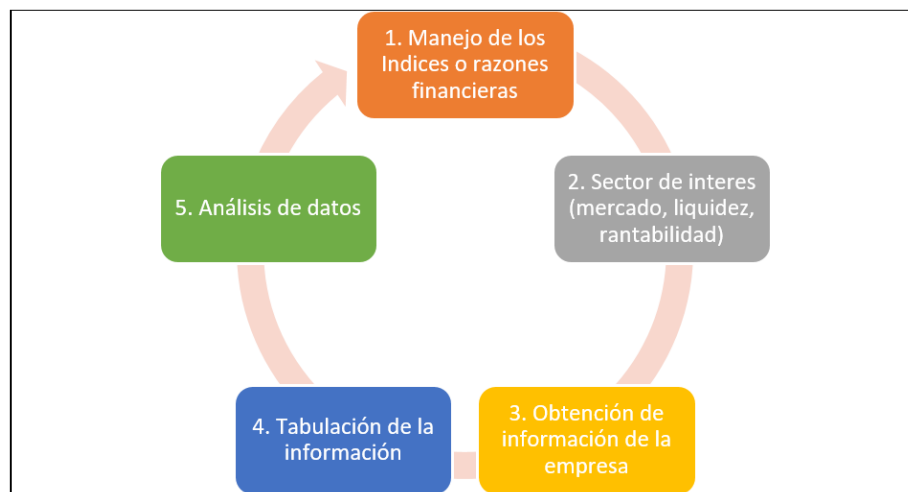 1. Manejo de los
Indices o razones
financieras
2. Sector de interes
(mercado, liquidez,
rantabilidad)
3. Obtención de
información de la
empresa
4. Tabulación de la
información
5. Análisis de datos